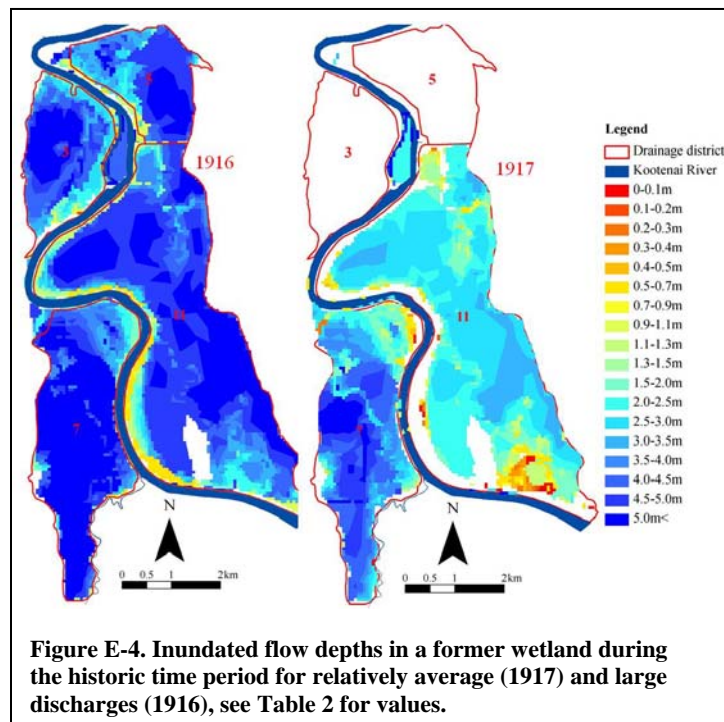 5
5
1916
1917
3
3
11
11
7
7
Legend
Drainage district
Kootenai River
0-0.1m
0.1-0.2m
0.2-0.3m
0.3-0.4m
0.4-0.5m
0.5-0.7m
0.7-0.9m
0.9-1.1m
1.1-1.3m
1.3-1.5m
1.5-2.0m
2.0-2.5m
2.5-3.0m
3.0-3.5m
3.5-4.0m
4.0-4.5m
4.5-5.0m
5.0m<
N
N
0 0.5 1 2km
0 0.5 1 2km
Figure E-4. Inundated flow depths in a former wetland during
the historic time period for relatively average (1917) and large
discharges (1916), see Table 2 for values.